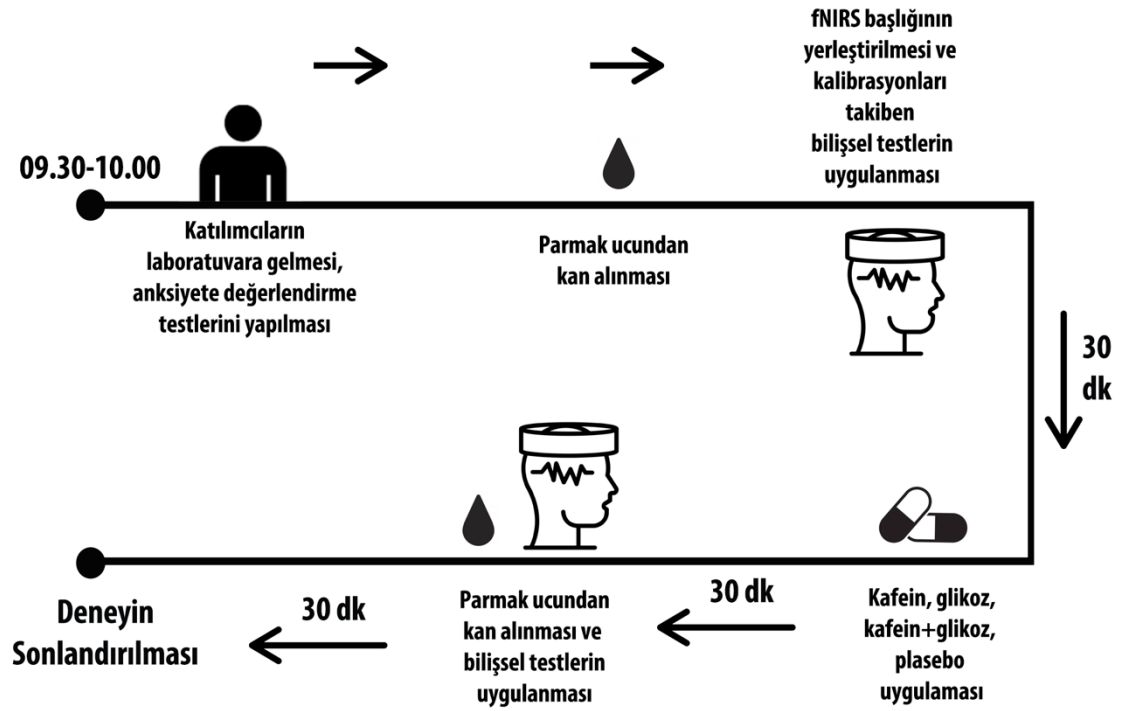 09.30-10.00
Katılımcıların
laboratuvara gelmesi,
anksiyete değerlendirme
testlerini yapılması
Parmak ucundan
kan alınması
fNIRS başlığının
yerleştirilmesi ve
kalibrasyonları
takiben
bilişsel testlerin
uygulanması
30
dk
Kafein, glikoz,
kafein+glikoz,
plasebo
uygulaması
30 dk
Parmak ucundan
kan alınması ve
bilişsel testlerin
uygulanması
30 dk
Deneyin
Sonlandırılması